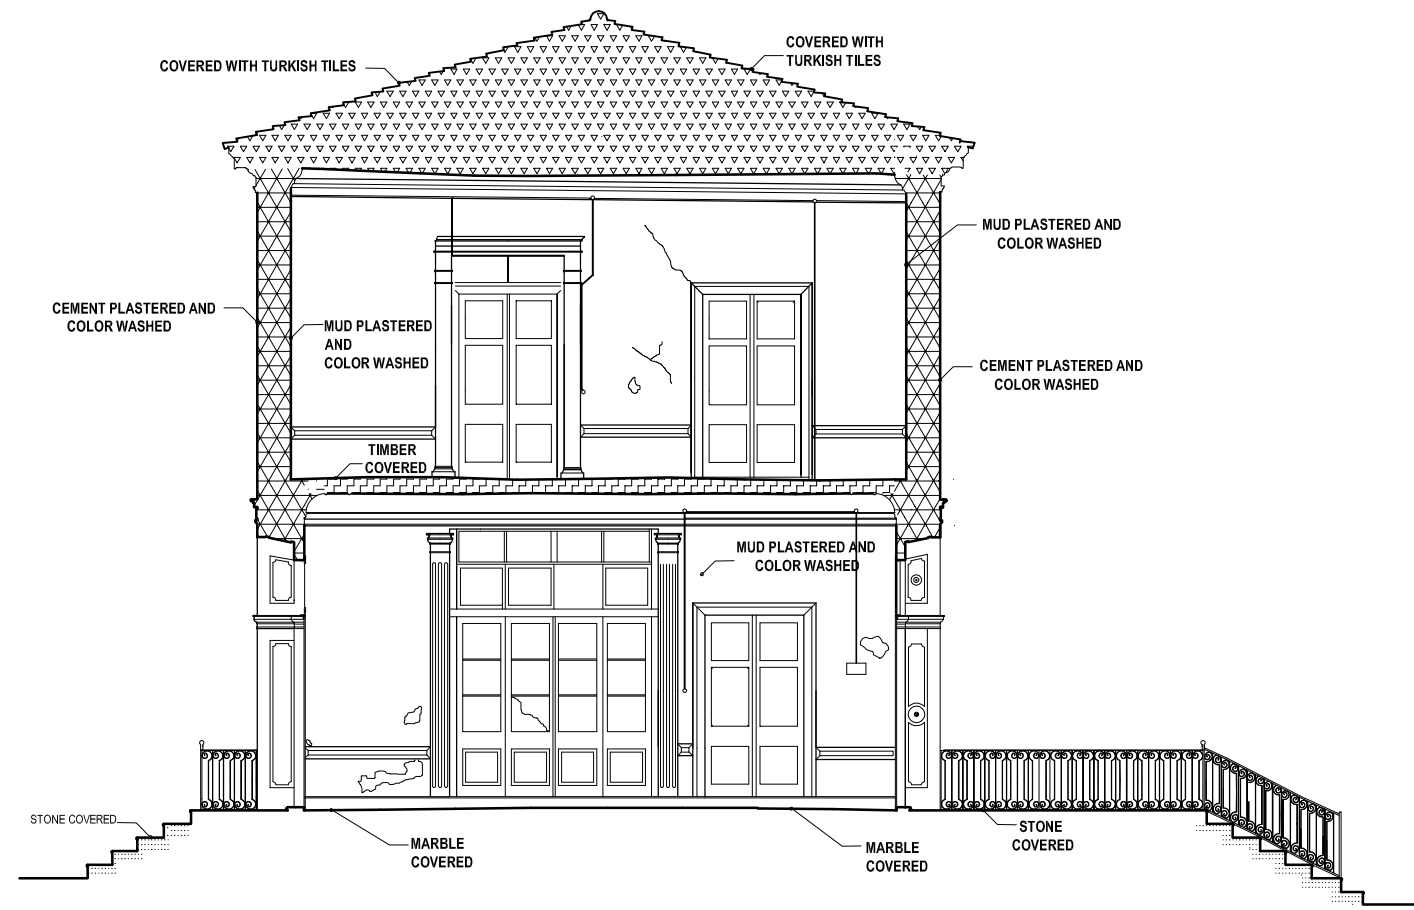 COVERED WITH
TURKISH TILES
COVERED WITH TURKISH TILES
MUD PLASTERED AND
COLOR WASHED
CEMENT PLASTERED AND
COLOR WASHED
MUD PLASTERED
AND
COLOR WASHED
CEMENT PLASTERED AND
COLOR WASHED
TIMBER
COVERED
MUD PLASTERED AND
COLOR WASHED
STONE COVERED
STONE
COVERED
MARBLE
COVERED
MARBLE
COVERED